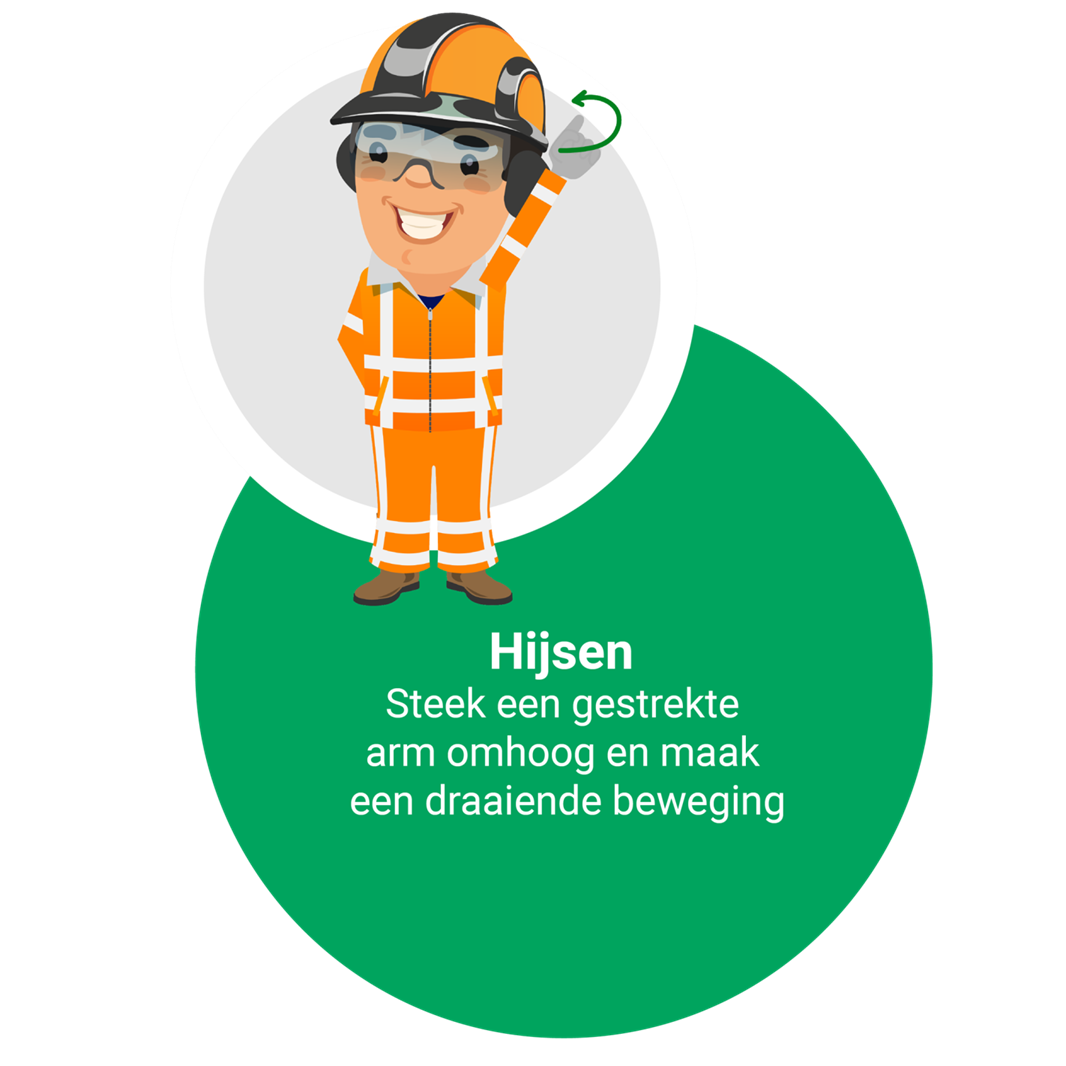 Hijsen
Steek een gestrekte
arm omhoog en maak
een draaiende beweging